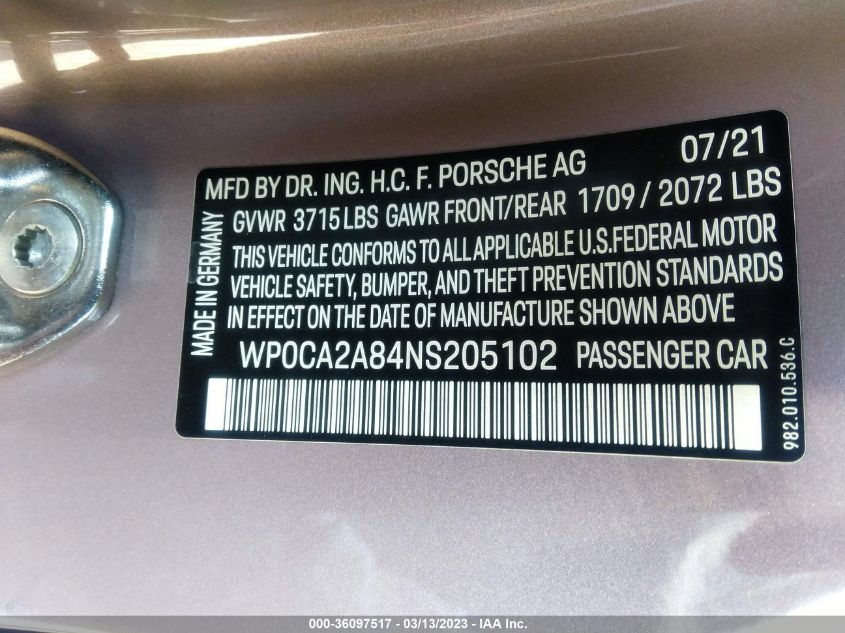 07/21
MFD BY DR. ING. H.C. F. PORSCHE AG
GVWR 3715 LBS GAWR FRONT/REAR 1709 / 2072 LBS
THIS VEHICLE CONFORMS TO ALL APPLICABLE U.S.FEDERAL MOTOR
VEHICLE SAFETY, BUMPER, AND THEFT PREVENTION STANDARDS
IN EFFECT ON THE DATE OF MANUFACTURE SHOWN ABOVE
WP0CA2A84NS205102 PASSENGER CAR
MADE IN GERMANY
982.010.536.C
000-36097517 - 03/13/2023 - IAA Inc.